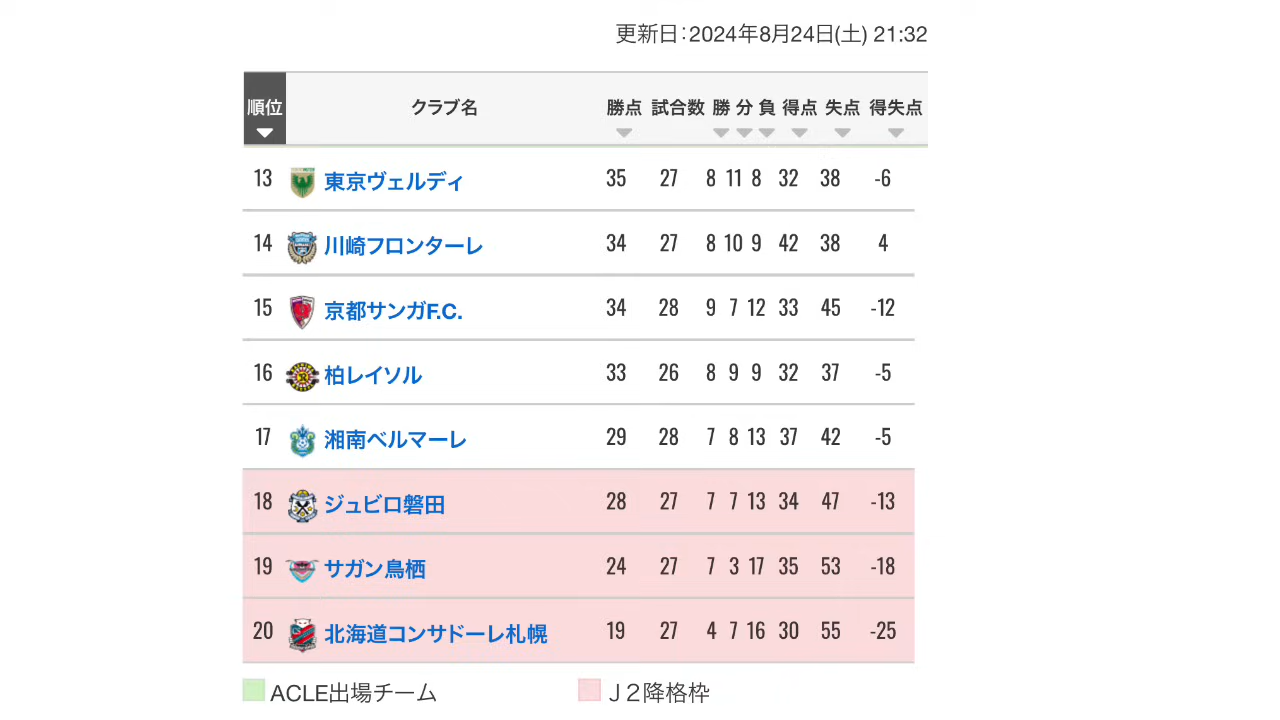 更新日:2024年8月24日(土) 21:32
順位 クラブ名 勝点 試合数 勝 分 負 得点 失点 得失点
13 東京ヴェルディ 35 27 8 11 8 32 38 -6
14 川崎フロンターレ 34 27 8 10 9 42 38 4
15 京都サンガF.C. 34 28 9 7 12 33 45 -12
16 柏レイソル 33 26 8 9 9 32 37 -5
17 湘南ベルマーレ 29 28 7 8 13 37 42 -5
18 ジュビロ磐田 28 27 7 7 13 34 47 -13
19 サガン鳥栖 24 27 7 3 17 35 53 -18
20 北海道コンサドーレ札幌 19 27 4 7 16 30 55 -25
ACLE出場チーム J2降格枠